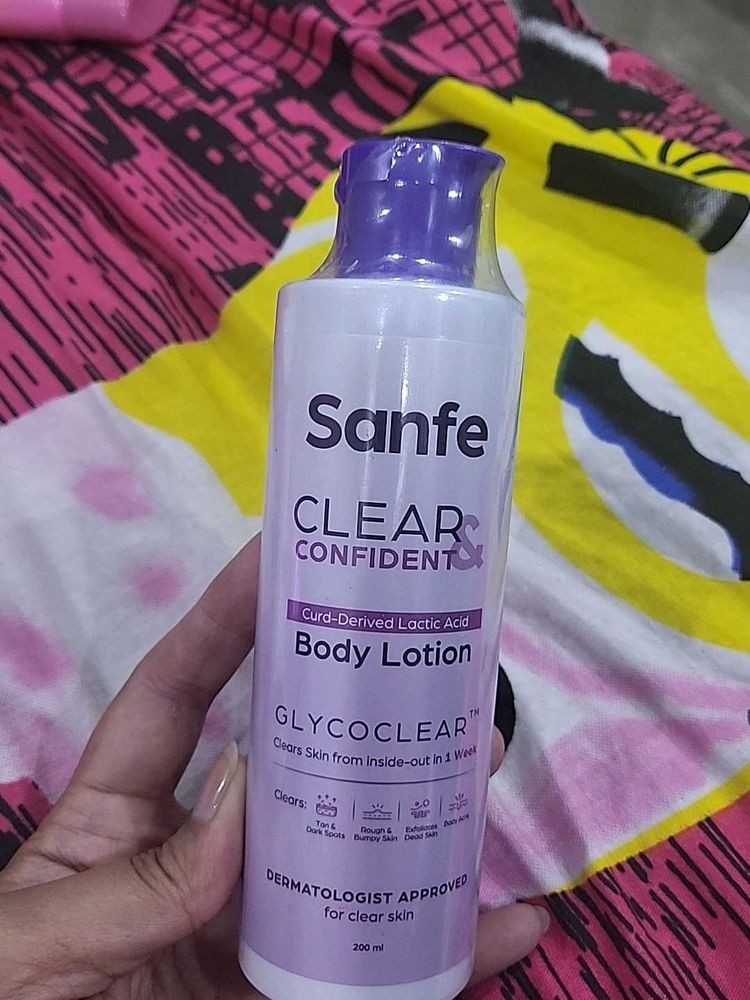 Sanfe
CLEAR &
CONFIDENT
Curd-Derived Lactic Acid
Body Lotion
GLYCOCLEAR™
Clears Skin from inside-out in 1 Week
Clears:
Tan &
Dark Spots
Rough &
Bumpy Skin
Exfoliates
Dead Skin
Body Acne
DERMATOLOGIST APPROVED
for clear skin
200 ml